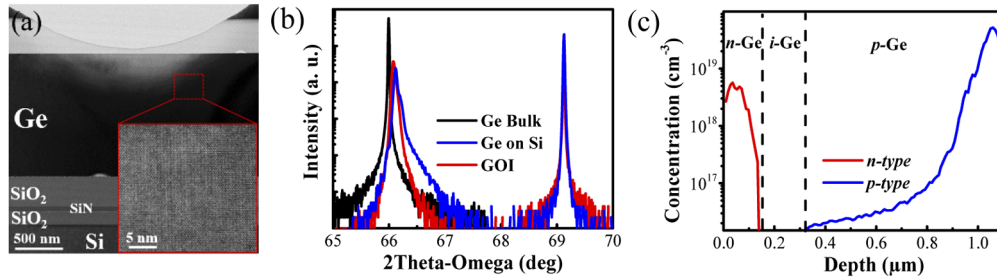 (a)
Ge
SiO2
SiN
SiO2
Si
500 nm
5 nm
(b)
Intensity (a. u.)
Ge Bulk
Ge on Si
GOI
65 66 67 68 69 70
2Theta-Omega (deg)
(c)
Concentration (cm-3)
10^19
10^18
10^17
n-Ge
i-Ge
p-Ge
n-type
p-type
0.0 0.2 0.4 0.6 0.8 1.0
Depth (µm)